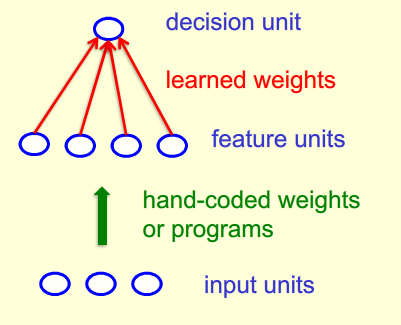 decision unit
learned weights
feature units
hand-coded weights
or programs
input units